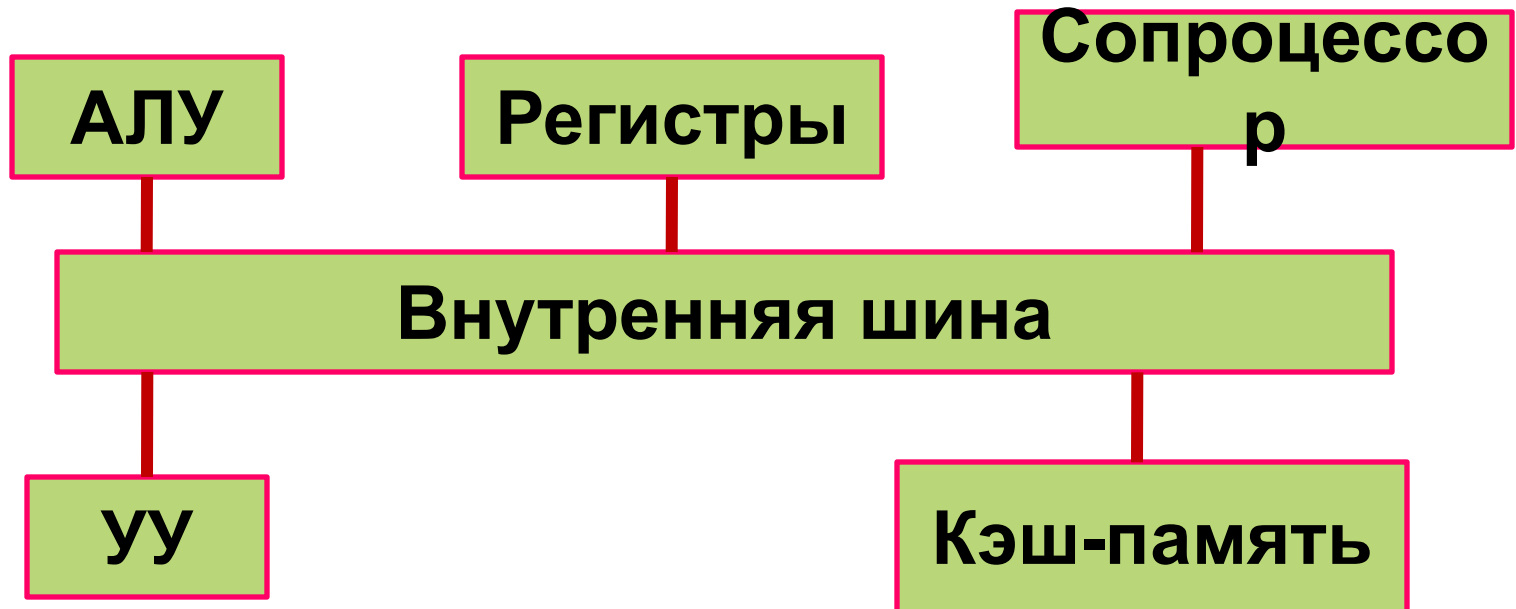 АЛУ
Регистры
Сопроцессо
р
Внутренняя шина
УУ
Кэш-память